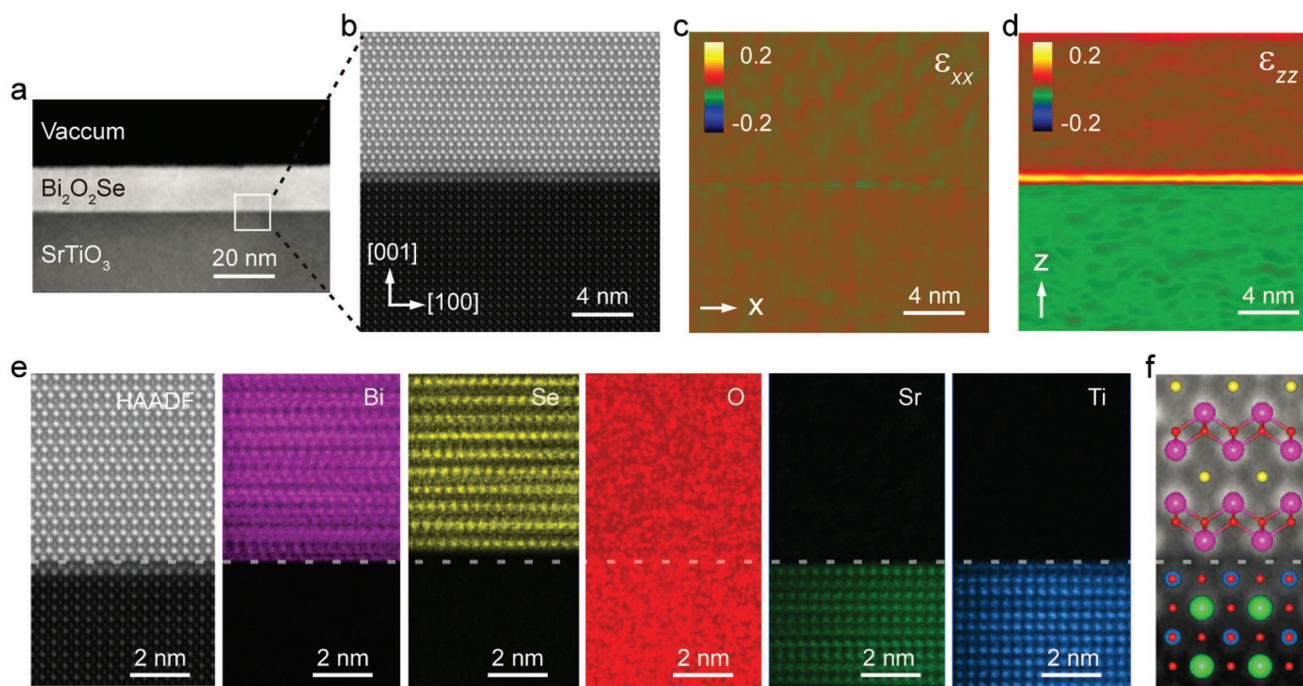 a
Vaccum
Bi₂O₂Se
SrTiO₃
20 nm
b
[001]
[100]
4 nm
c
0.2
-0.2
εxx
x
4 nm
d
0.2
-0.2
εzz
z
4 nm
e
HAADF
2 nm
Bi
2 nm
Se
2 nm
O
2 nm
Sr
2 nm
Ti
2 nm
f